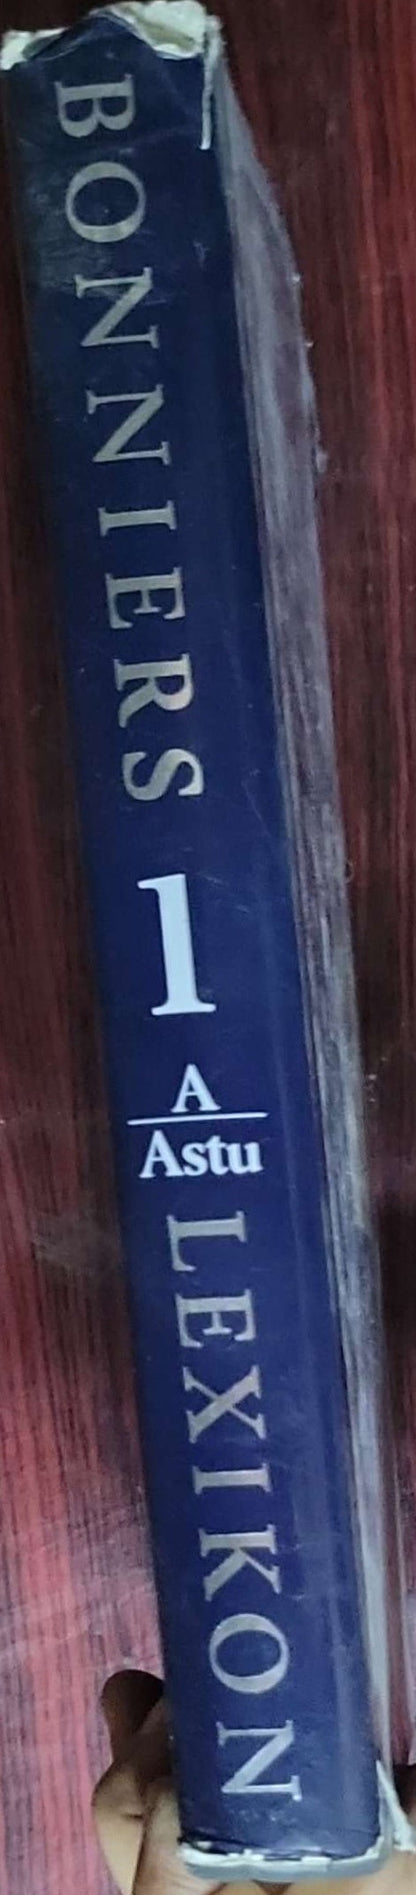 BONNIERS
1
A
Astu
LEXIKON